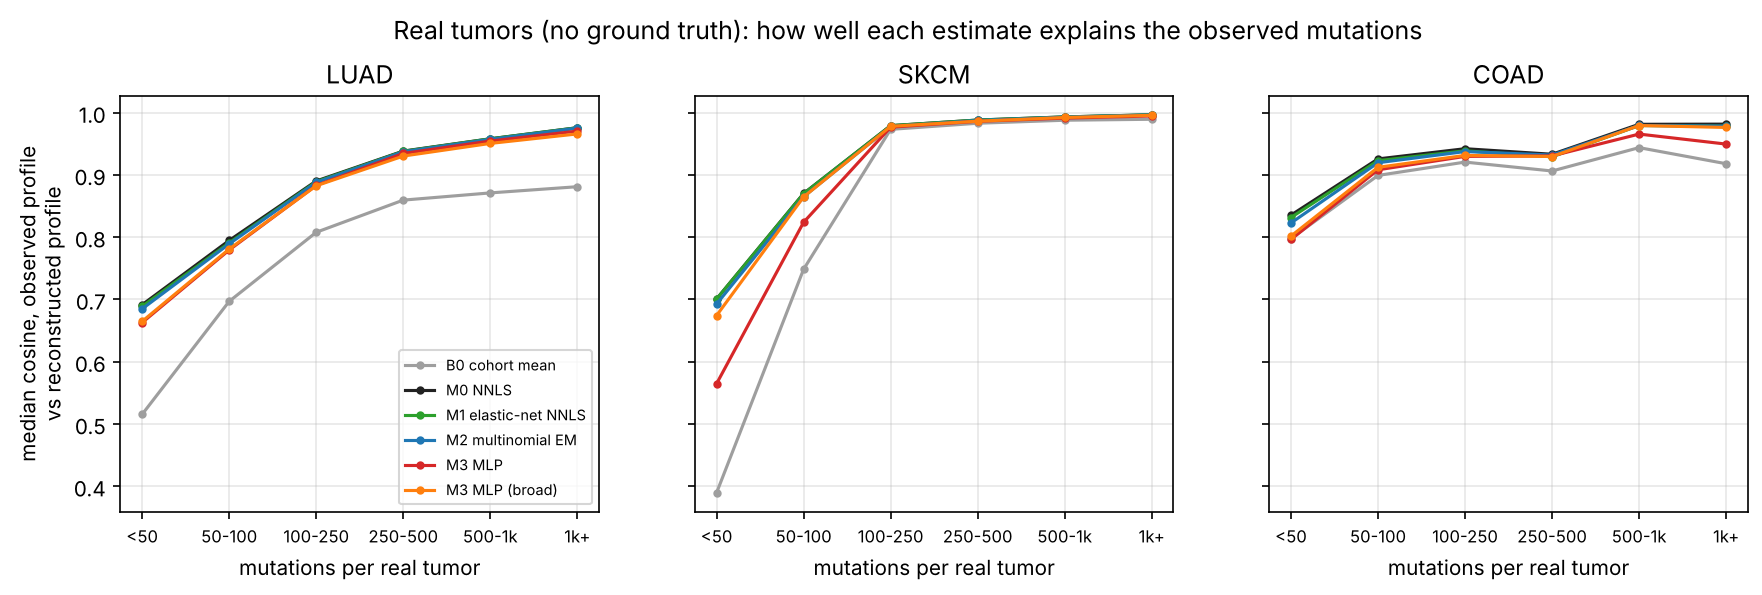 Real tumors (no ground truth): how well each estimate explains the observed mutations
LUAD
SKCM
COAD
median cosine, observed profile
vs reconstructed profile
1.0
0.9
0.8
0.7
0.6
0.5
0.4
B0 cohort mean
M0 NNLS
M1 elastic-net NNLS
M2 multinomial EM
M3 MLP
M3 MLP (broad)
<50 50-100 100-250 250-500 500-1k 1k+
<50 50-100 100-250 250-500 500-1k 1k+
<50 50-100 100-250 250-500 500-1k 1k+
mutations per real tumor
mutations per real tumor
mutations per real tumor